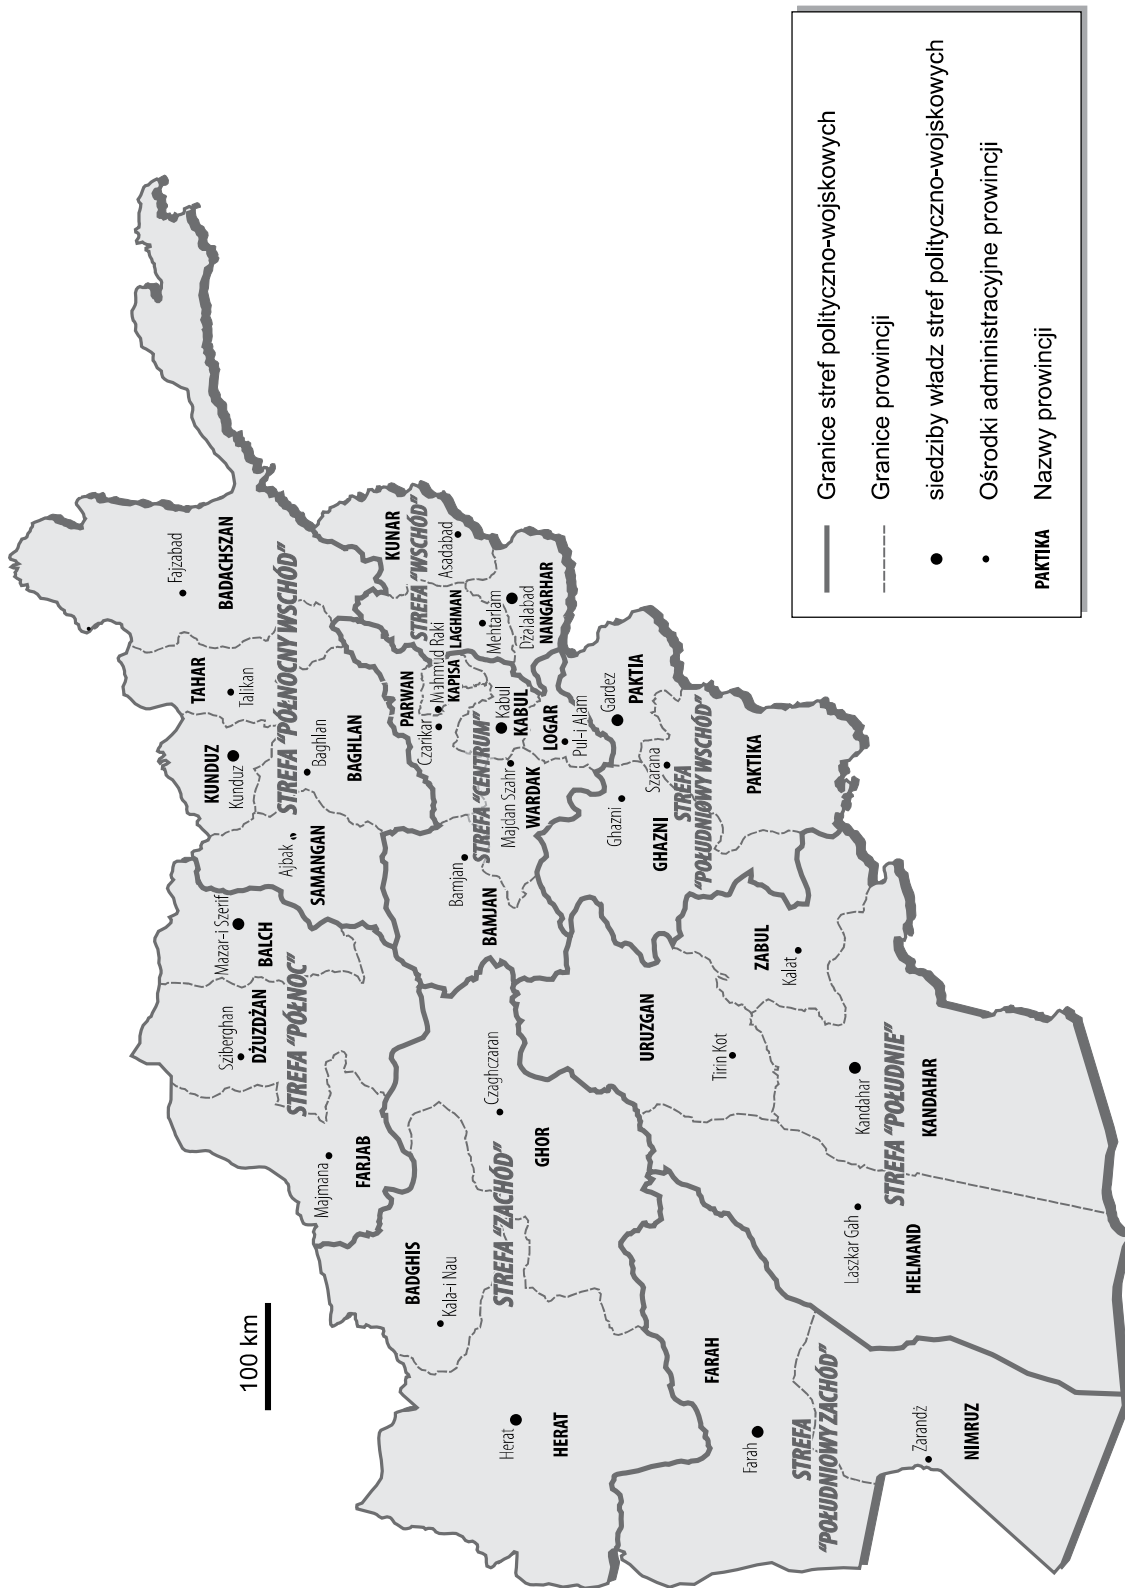 100 km
Fajzabad
BADACHSZAN
TAHAR
Talikan
KUNDUZ
Kunduz
STREFA "PÓŁNOCNY WSCHÓD"
Baghlan
BAGHLAN
Ajbak
SAMANGAN
Mazar-i Szerif
BALCH
Sziberghan
DŻUZDŻAN
STREFA "PÓŁNOC"
Majmana
FARJAB
KUNAR
STREFA "WSCHÓD"
Asadabad
LAGHMAN
Mehtarlam
Dżalalabad
NANGARHAR
PARWAN
Mahmud Raki
KAPISA
Czarikar
Kabul
KABUL
STREFA "CENTRUM"
LOGAR
Pul-i Alam
Majdan Szahr
WARDAK
Bamjan
BAMJAN
Gardez
PAKTIA
Szarana
Ghazni
GHAZNI
STREFA
"POŁUDNIOWY WSCHÓD"
PAKTIKA
BADGHIS
Kala-i Nau
STREFA "ZACHÓD"
Czaghczaran
GHOR
Herat
HERAT
URUZGAN
Tirin Kot
ZABUL
Kalat
Kandahar
STREFA "POŁUDNIE"
KANDAHAR
Laszkar Gah
HELMAND
FARAH
Farah
STREFA
"POŁUDNIOWY ZACHÓD"
Zarandż
NIMRUZ
Granice stref polityczno-wojskowych
Granice prowincji
siedziby władz stref polityczno-wojskowych
Ośrodki administracyjne prowincji
PAKTIKA Nazwy prowincji